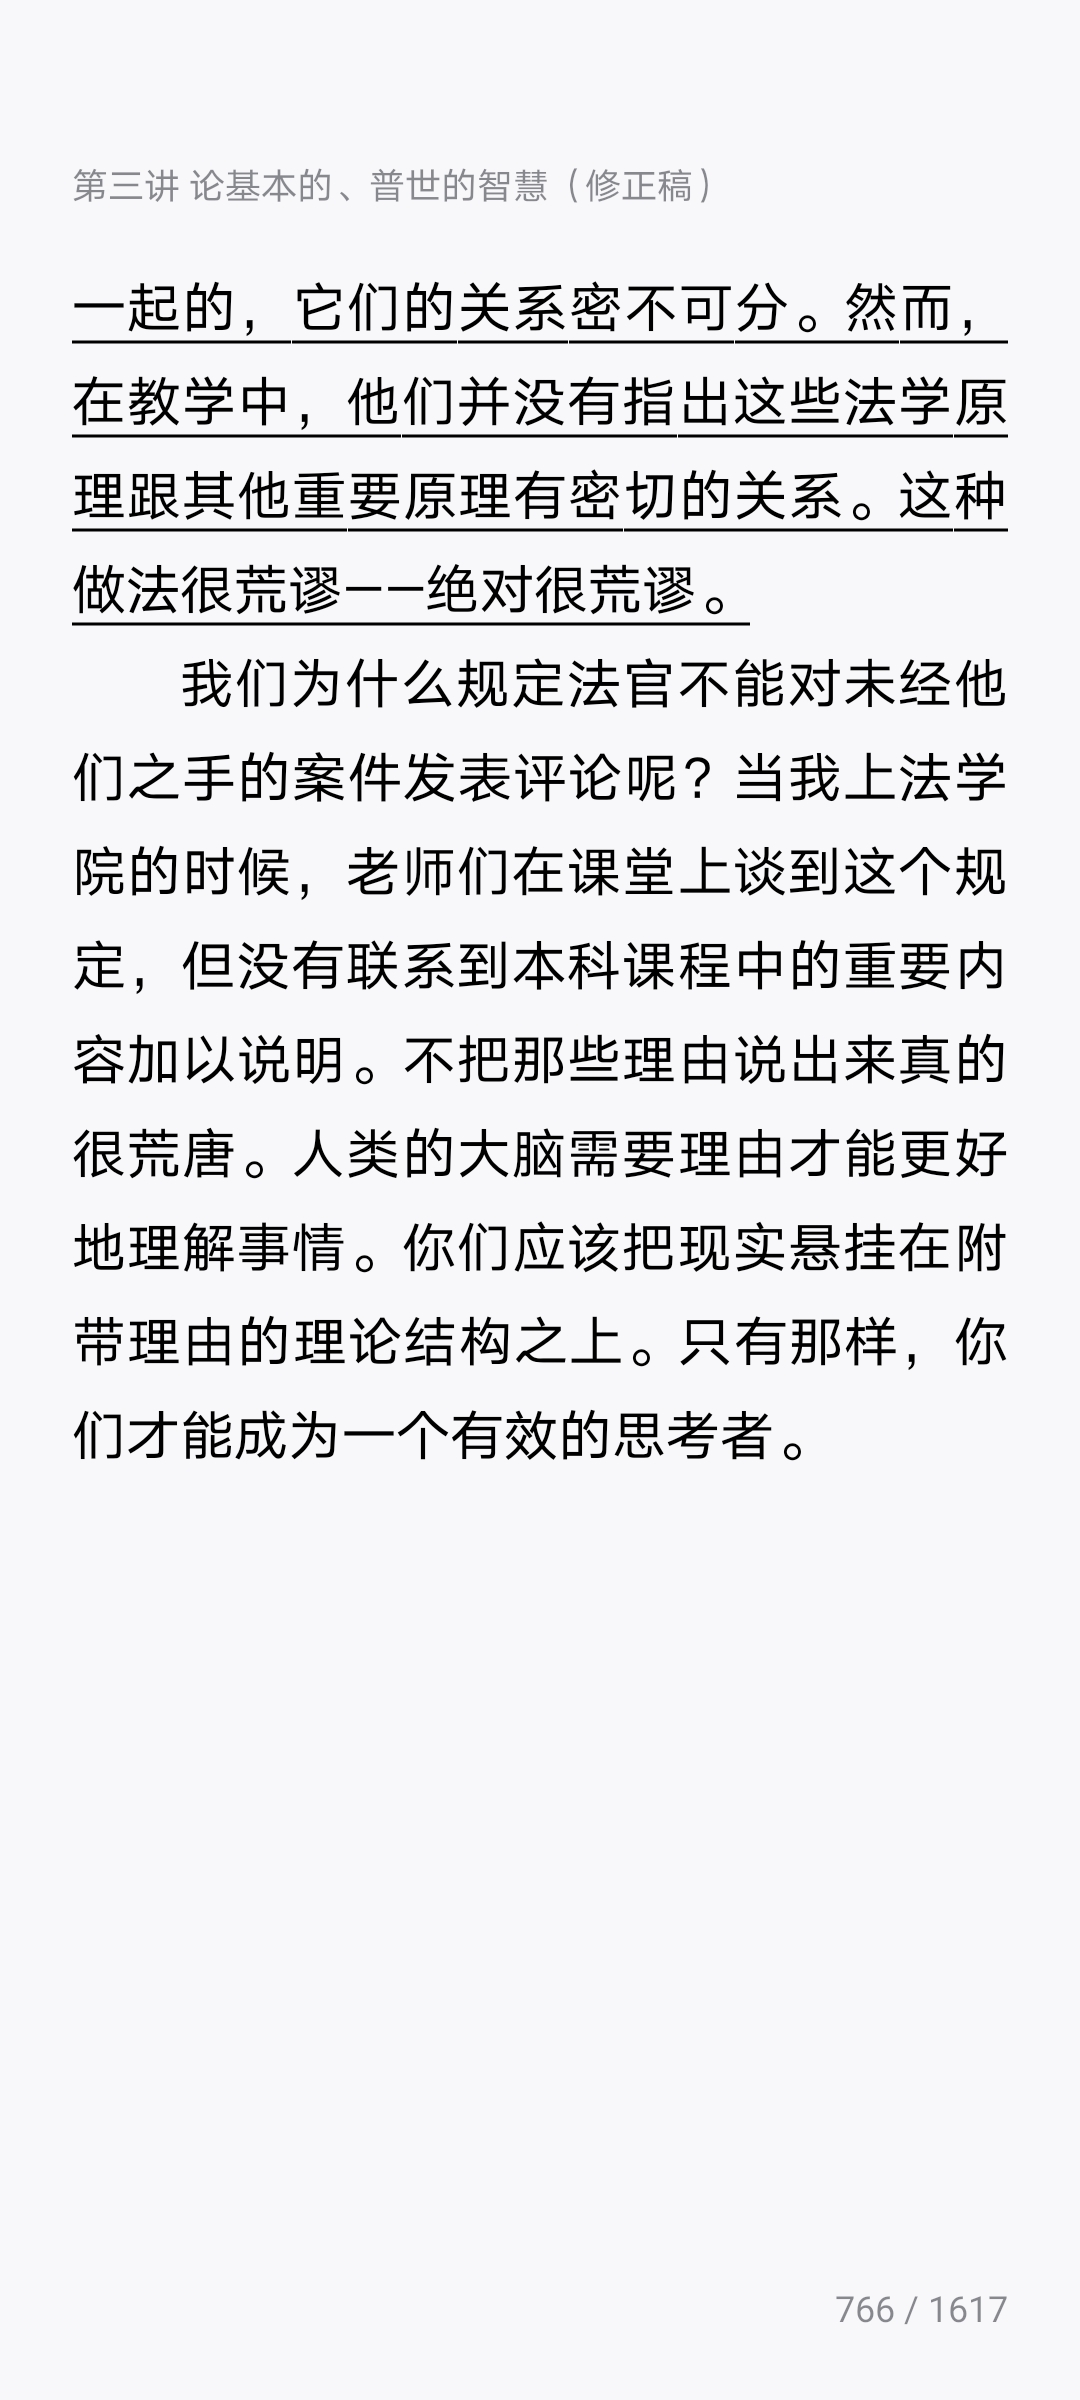 第三讲 论基本的、普世的智慧（修正稿）
一起的，它们的关系密不可分。然而，
在教学中，他们并没有指出这些法学原
理跟其他重要原理有密切的关系。这种
做法很荒谬——绝对很荒谬。
我们为什么规定法官不能对未经他
们之手的案件发表评论呢？当我上法学
院的时候，老师们在课堂上谈到这个规
定，但没有联系到本科课程中的重要内
容加以说明。不把那些理由说出来真的
很荒唐。人类的大脑需要理由才能更好
地理解事情。你们应该把现实悬挂在附
带理由的理论结构之上。只有那样，你
们才能成为一个有效的思考者。
766 / 1617